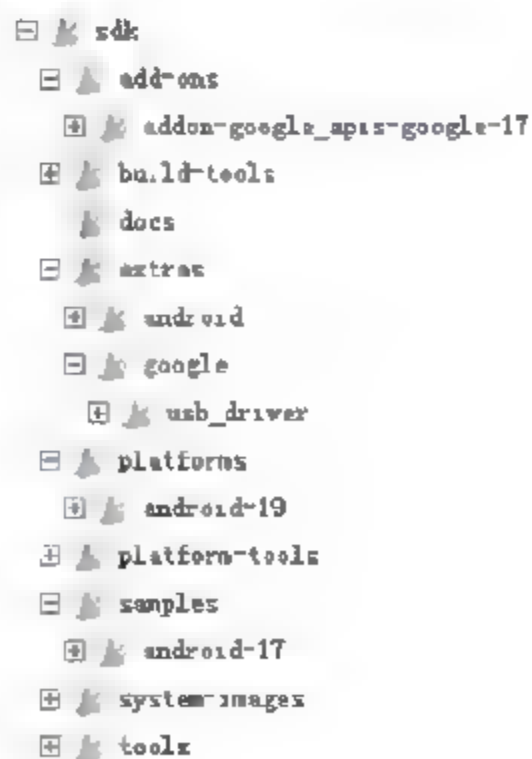 sdk
add-ons
addon-google_apis-google-17
build-tools
docs
extras
android
google
usb_driver
platforms
android-19
platform-tools
samples
android-17
system-images
tools